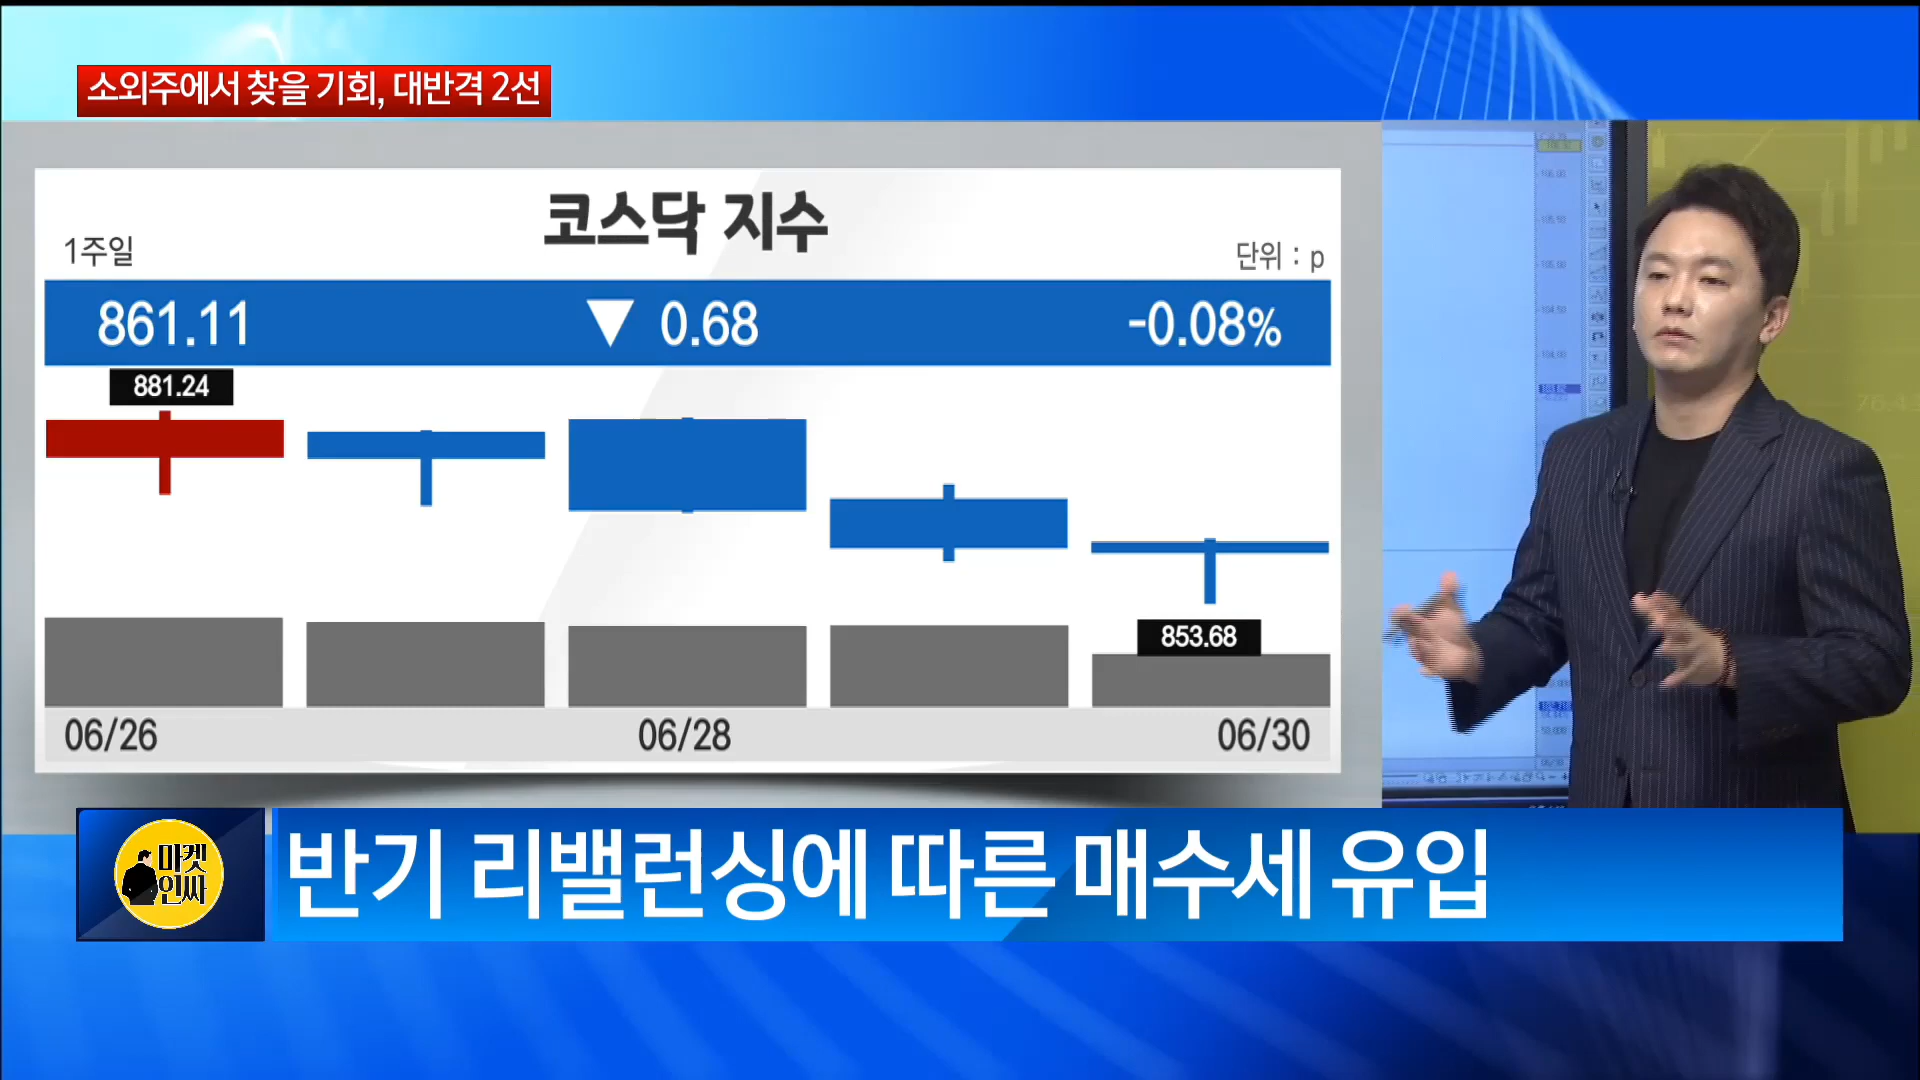 소외주에서 찾을 기회, 대반격 2선
코스닥 지수
1주일
단위 : p
861.11 ▼ 0.68 -0.08%
881.24
853.68
06/26 06/28 06/30
마켓
인싸
반기 리밸런싱에 따른 매수세 유입